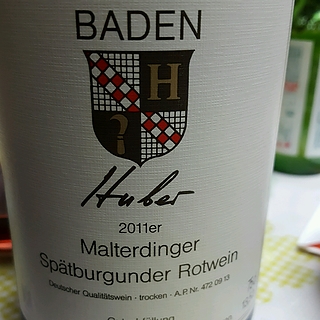 BADEN
H
?
Huber
2011er
Malterdinger
Spätburgunder Rotwein
Deutscher Qualitätswein · trocken · A.P. Nr. 472 09 13